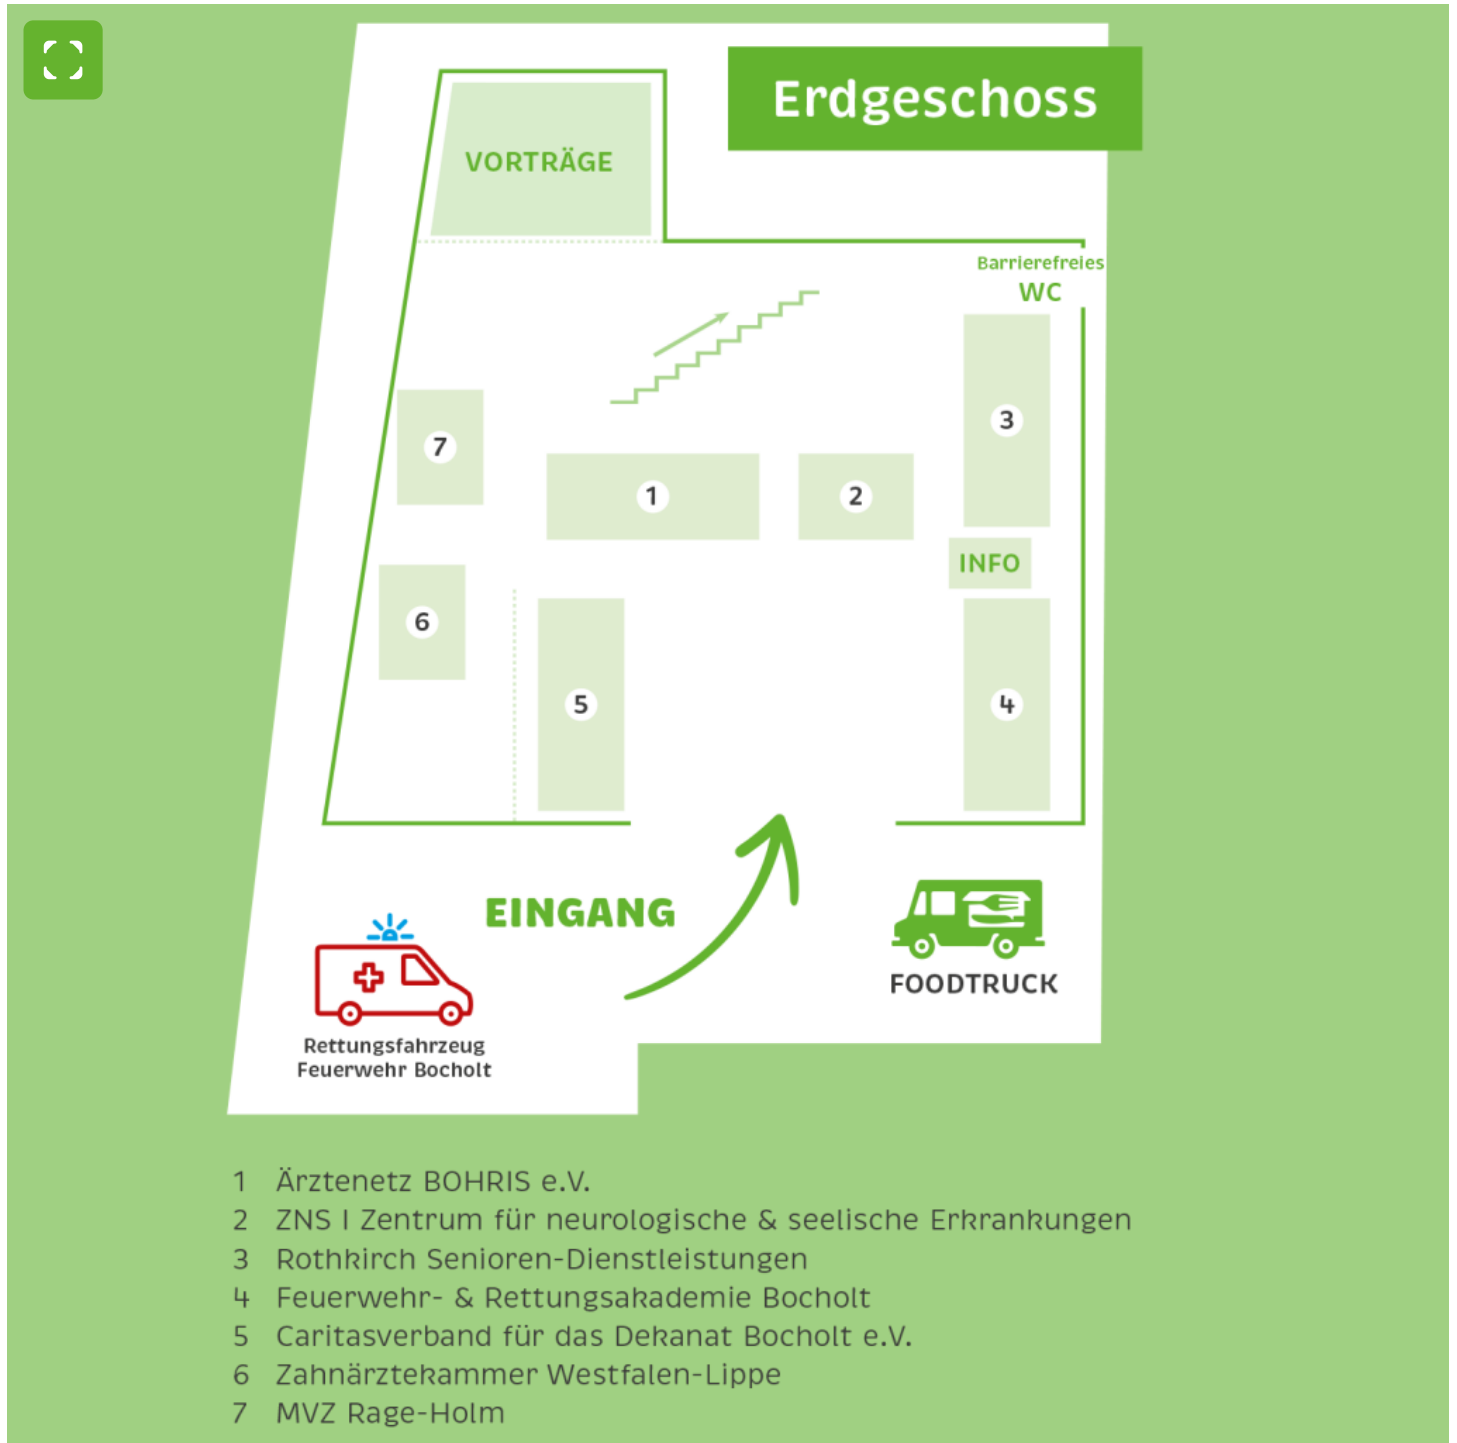 Erdgeschoss
VORTRÄGE
Barrierefreies
WC
7
1
2
3
INFO
6
5
4
EINGANG
FOODTRUCK
Rettungsfahrzeug
Feuerwehr Bocholt
1 Ärztenetz BOHRIS e.V.
2 ZNS I Zentrum für neurologische & seelische Erkrankungen
3 Rothkirch Senioren-Dienstleistungen
4 Feuerwehr- & Rettungsakademie Bocholt
5 Caritasverband für das Dekanat Bocholt e.V.
6 Zahnärztekammer Westfalen-Lippe
7 MVZ Rage-Holm